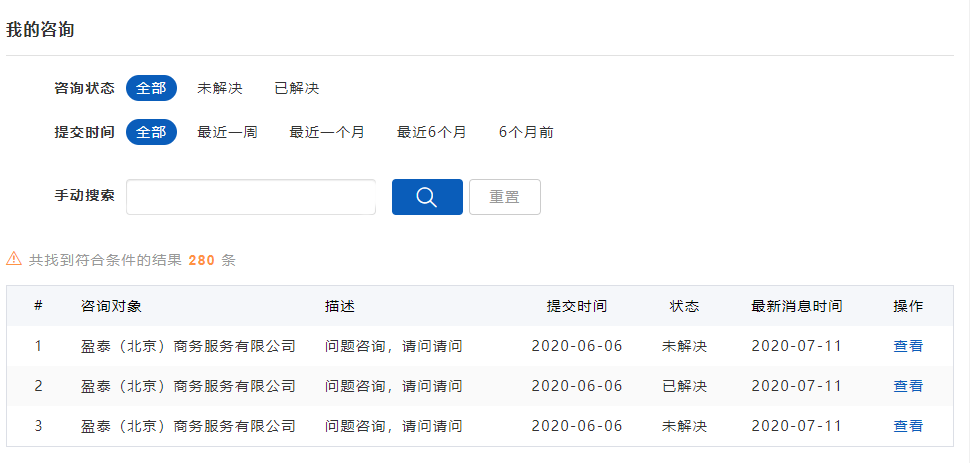 我的咨询
咨询状态 全部 未解决 已解决
提交时间 全部 最近一周 最近一个月 最近6个月 6个月前
手动搜索 重置
共找到符合条件的结果 280 条
# 咨询对象 描述 提交时间 状态 最新消息时间 操作
1 盈泰（北京）商务服务有限公司 问题咨询，请问请问 2020-06-06 未解决 2020-07-11 查看
2 盈泰（北京）商务服务有限公司 问题咨询，请问请问 2020-06-06 已解决 2020-07-11 查看
3 盈泰（北京）商务服务有限公司 问题咨询，请问请问 2020-06-06 未解决 2020-07-11 查看